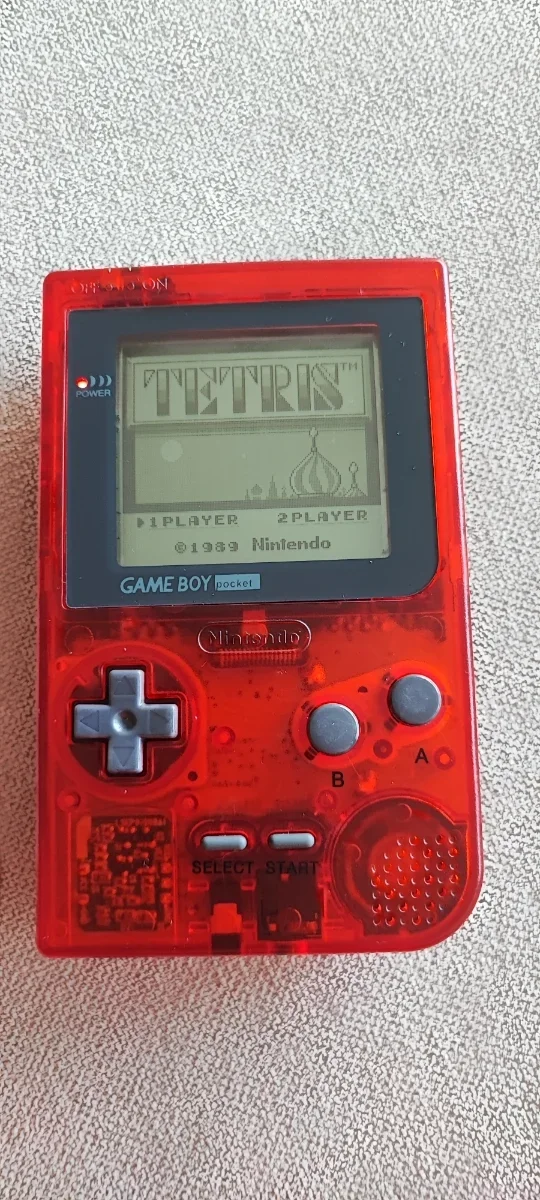 OFF ON
POWER
TETRIS™
▶1PLAYER 2PLAYER
©1989 Nintendo
GAME BOY pocket
Nintendo
B A
SELECT START